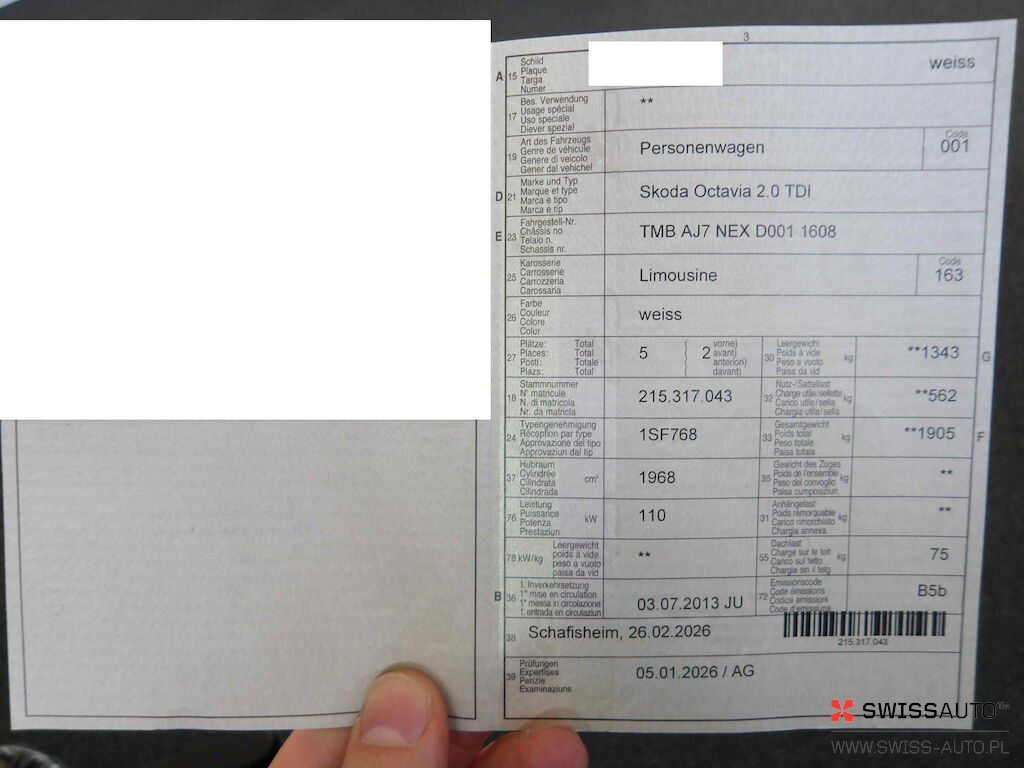 3
A 15 Schild
Plaque
Targa
Numer
weiss
17 Bes. Verwendung
Usage spécial
Uso speciale
Diever spezial
**
19 Art des Fahrzeugs
Genre de véhicule
Genere di veicolo
Gener dal vehichel
Personenwagen
Code
001
D 21 Marke und Typ
Marque et type
Marca e tipo
Marca e tip
Skoda Octavia 2.0 TDI
E 23 Fahrgestell-Nr.
Châssis no
Telaio n.
Schassis nr.
TMB AJ7 NEX D001 1608
25 Karosserie
Carrosserie
Carrozzeria
Carossaria
Limousine
Code
163
26 Farbe
Couleur
Colore
Colur
weiss
27 Plätze: Total
Places: Total
Posti: Totale
Plazs: Total
5 ( 2 vorne)
( avant)
( anteriori)
( davant)
30 Leergewicht
Poids à vide
Peso a vuoto
Paisa da vid
kg
**1343
G
18 Stammnummer
N° matricule
N. di matricola
Nr. da matricla
215.317.043
32 Nutz-/Sattellast
Charge utile/sellette
Carico utile/sella
Chargia utila/sella
kg
**562
24 Typengenehmigung
Réception par type
Approvazione del tipo
Approvaziun dal tip
1SF768
33 Gesamtgewicht
Poids total
Peso totale
Paisa totala
kg
**1905
F
37 Hubraum
Cylindrée
Cilindrata
Cilindrada
cm³
1968
35 Gewicht des Zuges
Poids de l'ensemble
Peso del convoglio
Paisa cumposiziun
kg
**
76 Leistung
Puissance
Potenza
Prestaziun
kW
110
31 Anhängelast
Poids remorquable
Carico rimorchiato
Chargia annexa
kg
**
78 kW/kg Leergewicht
poids à vide
peso a vuoto
paisa da vid
**
55 Dachlast
Charge sur le toit
Carico sul tetto
Chargia sin il tetg
kg
75
B 36 1. Inverkehrsetzung
1re mise en circulation
1a messa in circolazione
1. entrada en circulaziun
03.07.2013 JU
72 Emissionscode
Code émissions
Codice emissioni
Code d'emissiuns
B5b
38 Schafisheim, 26.02.2026
215.317.043
39 Prüfungen
Expertises
Perizie
Examinaziuns
05.01.2026 / AG
SWISSAUTO™
WWW.SWISS-AUTO.PL